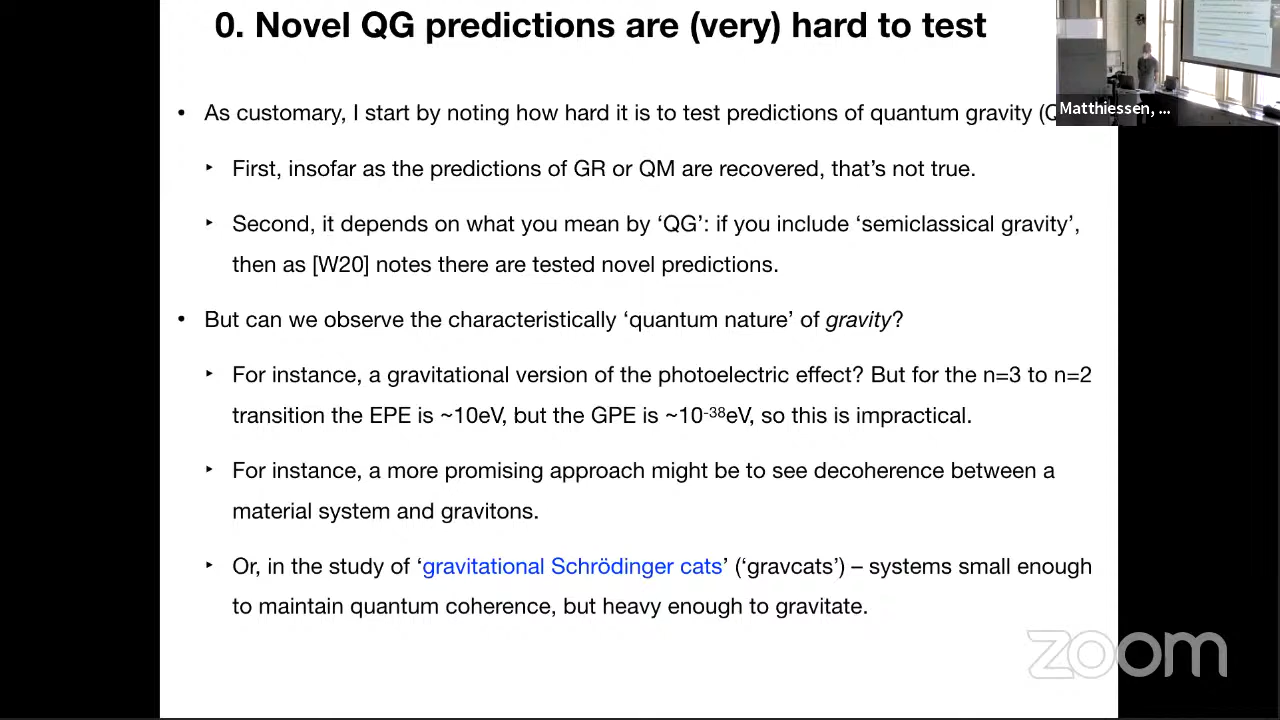 0. Novel QG predictions are (very) hard to test
• As customary, I start by noting how hard it is to test predictions of quantum gravity (Q
‣ First, insofar as the predictions of GR or QM are recovered, that’s not true.
‣ Second, it depends on what you mean by ‘QG’: if you include ‘semiclassical gravity’,
then as [W20] notes there are tested novel predictions.
• But can we observe the characteristically ‘quantum nature’ of gravity?
‣ For instance, a gravitational version of the photoelectric effect? But for the n=3 to n=2
transition the EPE is ~10eV, but the GPE is ~10⁻³⁸eV, so this is impractical.
‣ For instance, a more promising approach might be to see decoherence between a
material system and gravitons.
‣ Or, in the study of ‘gravitational Schrödinger cats’ (‘gravcats’) – systems small enough
to maintain quantum coherence, but heavy enough to gravitate.
Matthiessen, ...
zoom